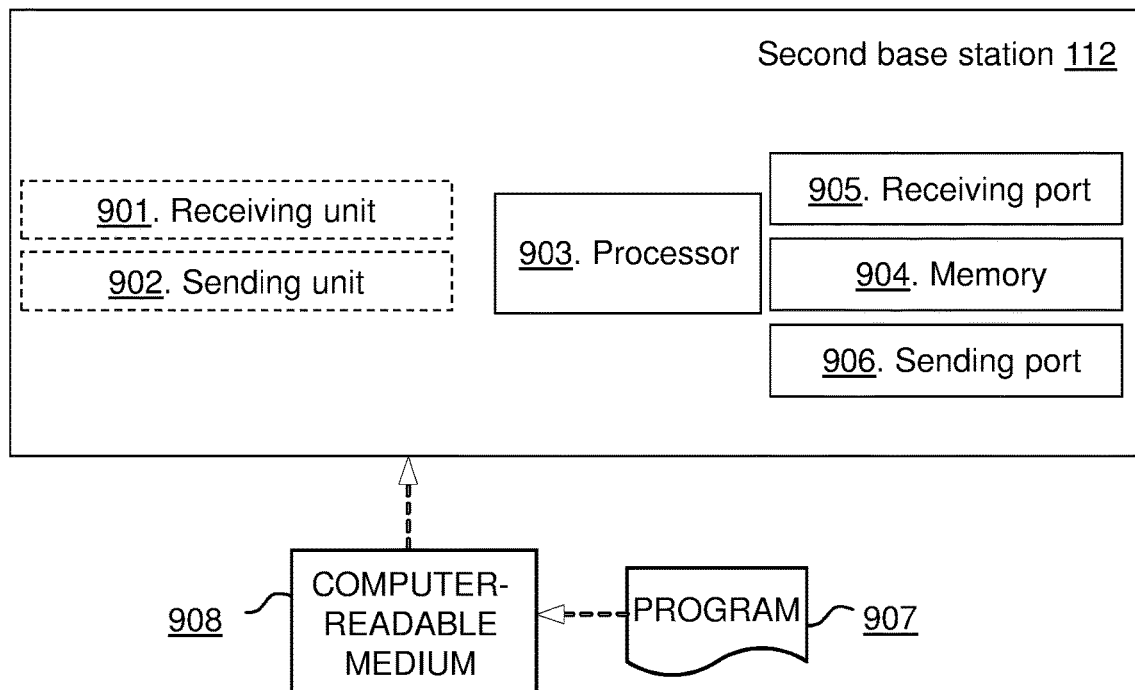 Second base station 112
901. Receiving unit
902. Sending unit
903. Processor
905. Receiving port
904. Memory
906. Sending port
COMPUTER-
READABLE
MEDIUM
908
PROGRAM
907